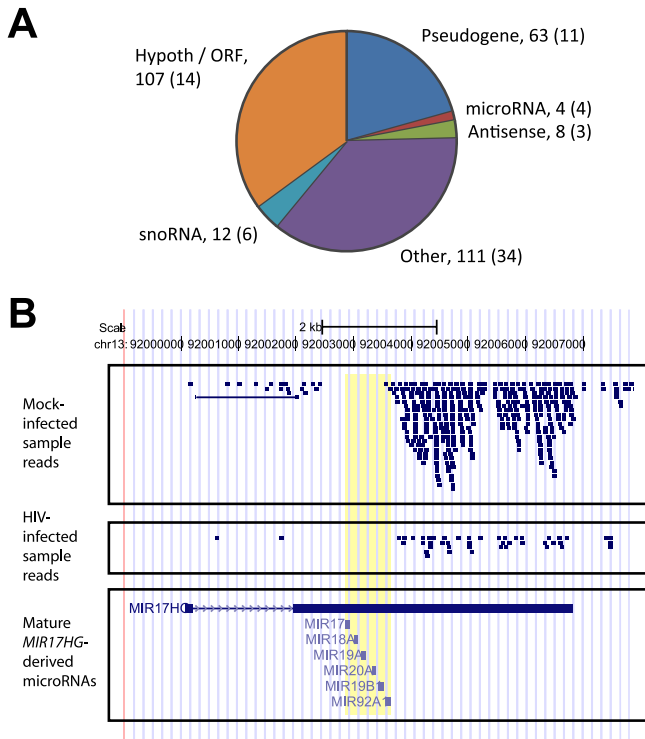 A
Hypoth / ORF,
107 (14)
Pseudogene, 63 (11)
microRNA, 4 (4)
Antisense, 8 (3)
snoRNA, 12 (6)
Other, 111 (34)
B
Scale
2 kb
chr13: 92000000 92001000 92002000 92003000 92004000 92005000 92006000 92007000
Mock-
infected
sample
reads
HIV-
infected
sample
reads
Mature
MIR17HG-
derived
microRNAs
MIR17HG
MIR17
MIR18A
MIR19A
MIR20A
MIR19B1
MIR92A1